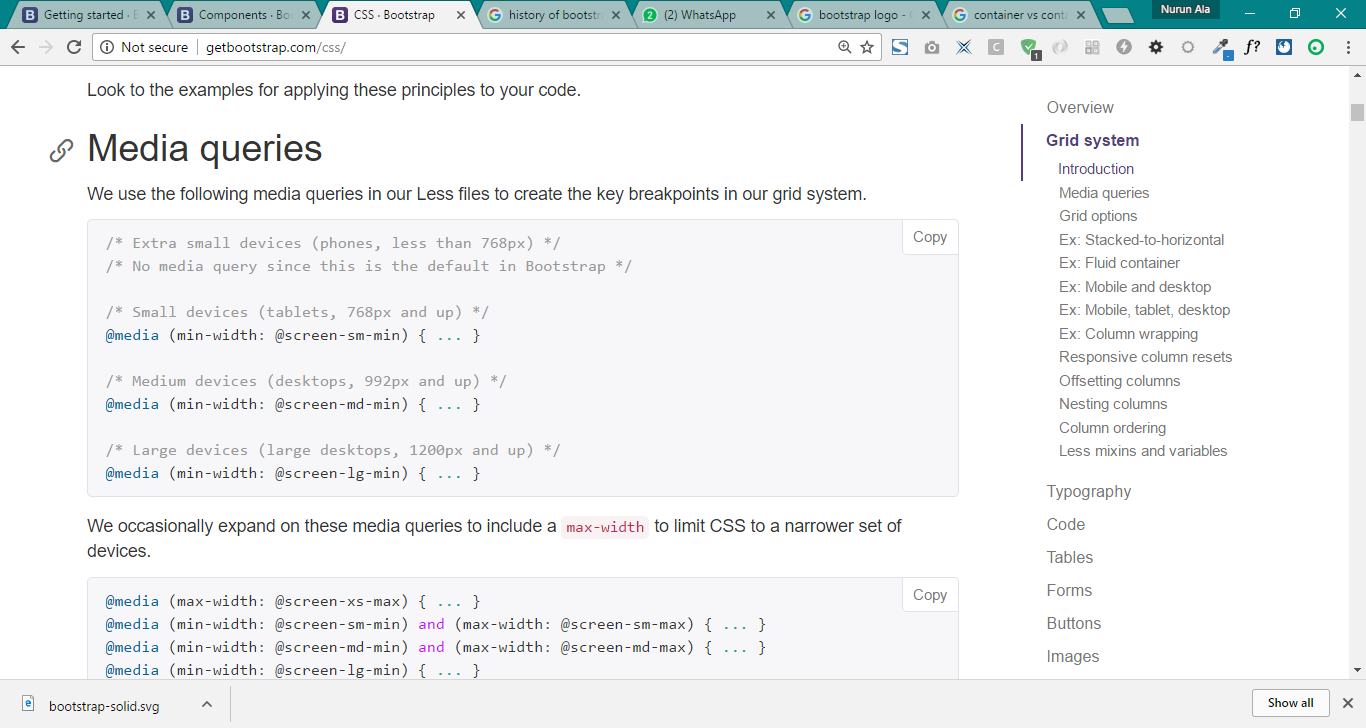 Getting started · B
Components · Bo
CSS · Bootstrap
history of bootstr
(2) WhatsApp
bootstrap logo - G
container vs conta
Nurun Ala
Not secure
getbootstrap.com/css/
1
f?
Look to the examples for applying these principles to your code.
Media queries
We use the following media queries in our Less files to create the key breakpoints in our grid system.
Copy
/* Extra small devices (phones, less than 768px) */
/* No media query since this is the default in Bootstrap */
/* Small devices (tablets, 768px and up) */
@media (min-width: @screen-sm-min) { ... }
/* Medium devices (desktops, 992px and up) */
@media (min-width: @screen-md-min) { ... }
/* Large devices (large desktops, 1200px and up) */
@media (min-width: @screen-lg-min) { ... }
We occasionally expand on these media queries to include a max-width to limit CSS to a narrower set of
devices.
Copy
@media (max-width: @screen-xs-max) { ... }
@media (min-width: @screen-sm-min) and (max-width: @screen-sm-max) { ... }
@media (min-width: @screen-md-min) and (max-width: @screen-md-max) { ... }
@media (min-width: @screen-lg-min) { ... }
Overview
Grid system
Introduction
Media queries
Grid options
Ex: Stacked-to-horizontal
Ex: Fluid container
Ex: Mobile and desktop
Ex: Mobile, tablet, desktop
Ex: Column wrapping
Responsive column resets
Offsetting columns
Nesting columns
Column ordering
Less mixins and variables
Typography
Code
Tables
Forms
Buttons
Images
bootstrap-solid.svg
Show all